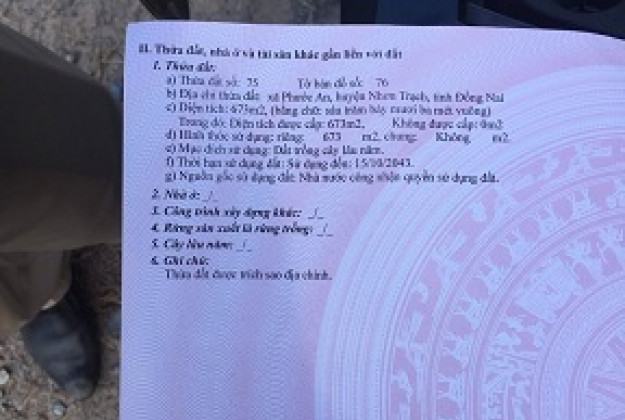 II. Thửa đất, nhà ở và tài sản khác gắn liền với đất
1. Thửa đất:
a) Thửa đất số: 75 Tờ bản đồ số: 76
b) Địa chỉ thửa đất: xã Phước An, huyện Nhơn Trạch, tỉnh Đồng Nai
c) Diện tích: 673m2, (bằng chữ: sáu trăm bảy mươi ba mét vuông)
Trong đó: Diện tích được cấp: 673m2, Không được cấp: 0m2
d) Hình thức sử dụng: riêng: 673 m2, chung: Không m2.
e) Mục đích sử dụng: Đất trồng cây lâu năm.
f) Thời hạn sử dụng đất: Sử dụng đến: 15/10/2043.
g) Nguồn gốc sử dụng đất: Nhà nước công nhận quyền sử dụng đất.
2. Nhà ở: _/_
3. Công trình xây dựng khác: _/_
4. Rừng sản xuất là rừng trồng: _/_
5. Cây lâu năm: _/_
6. Ghi chú:
Thửa đất được trích sao địa chính.